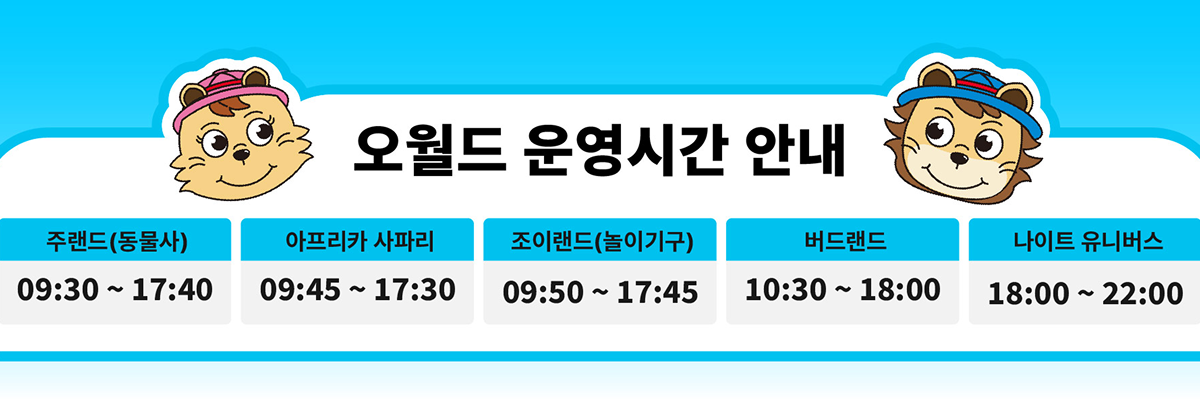 오월드 운영시간 안내
주랜드(동물사)
09:30 ~ 17:40
아프리카 사파리
09:45 ~ 17:30
조이랜드(놀이기구)
09:50 ~ 17:45
버드랜드
10:30 ~ 18:00
나이트 유니버스
18:00 ~ 22:00